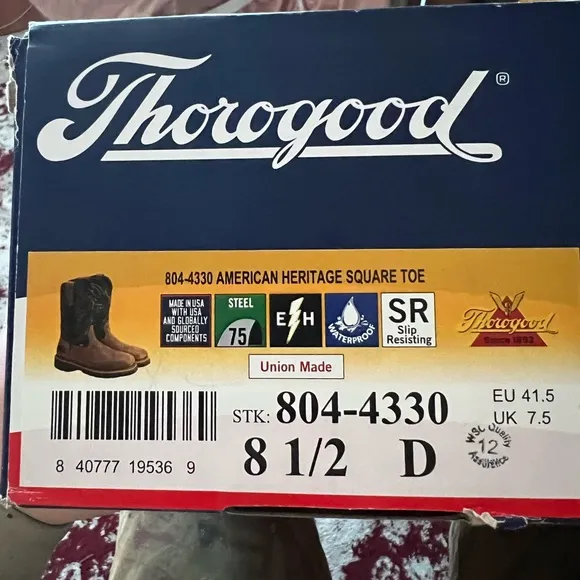 Thorogood®
804-4330 AMERICAN HERITAGE SQUARE TOE
MADE IN USA
WITH USA
AND GLOBALLY
SOURCED
COMPONENTS
STEEL
75
EH
WATERPROOF
SR
Slip
Resisting
Thorogood
Since 1892
Union Made
STK: 804-4330
EU 41.5
UK 7.5
8 40777 19536 9
8 1/2 D
WSC Quality
12
Assurance